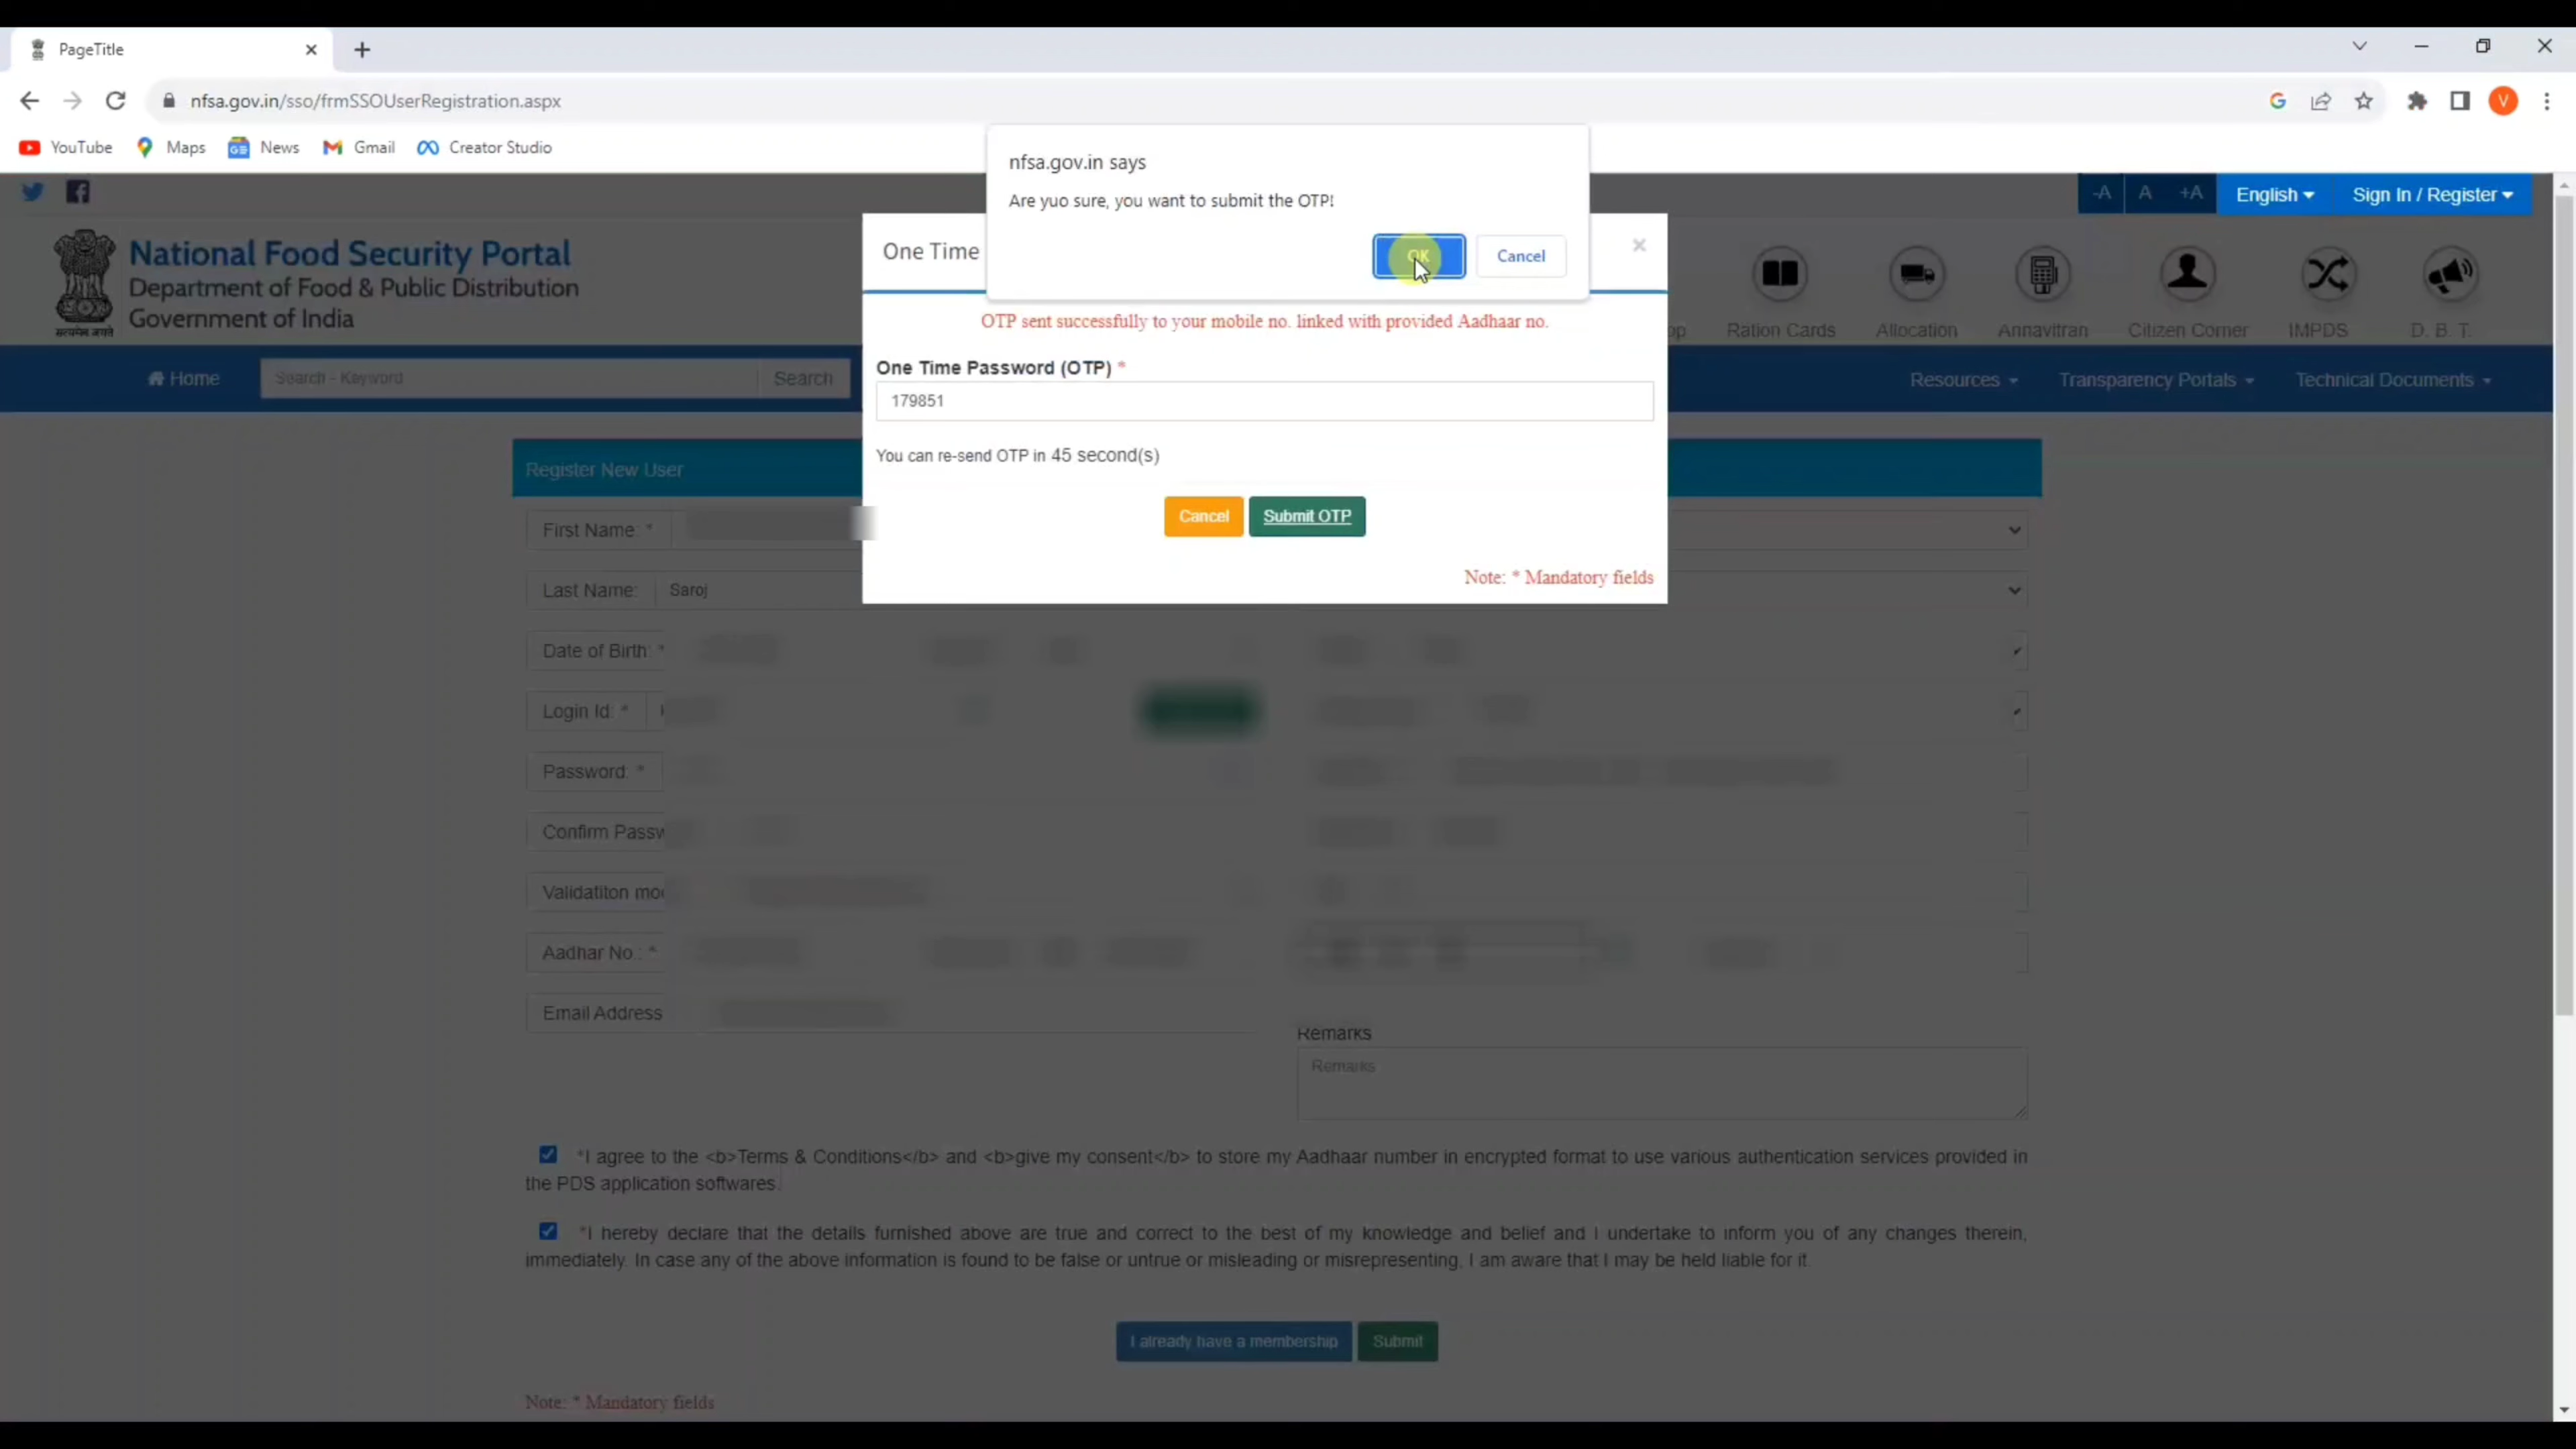 PageTitle
nfsa.gov.in/sso/frmSSOUserRegistration.aspx
V
YouTube Maps News Gmail Creator Studio
nfsa.gov.in says
Are yuo sure, you want to submit the OTP!
OK Cancel
-A A +A English Sign In / Register
National Food Security Portal
Department of Food & Public Distribution
Government of India
सत्यमेव जयते
One Time
Ration Cards Allocation Annavitran Citizen Corner IMPDS D. B. T.
OTP sent successfully to your mobile no. linked with provided Aadhaar no.
Home Search - Keyword Search Resources Transparency Portals Technical Documents
One Time Password (OTP) *
179851
You can re-send OTP in 45 second(s)
Cancel Submit OTP
Note: * Mandatory fields
Register New User
First Name: *
Last Name: Saroj
Date of Birth: *
Login Id: *
Password: *
Confirm Passw
Validatiton mo
Aadhar No.: *
Email Address
Remarks
Remarks
*I agree to the <b>Terms & Conditions</b> and <b>give my consent</b> to store my Aadhaar number in encrypted format to use various authentication services provided in
the PDS application softwares.
*I hereby declare that the details furnished above are true and correct to the best of my knowledge and belief and I undertake to inform you of any changes therein,
immediately. In case any of the above information is found to be false or untrue or misleading or misrepresenting, I am aware that I may be held liable for it.
I already have a membership Submit
Note: * Mandatory fields